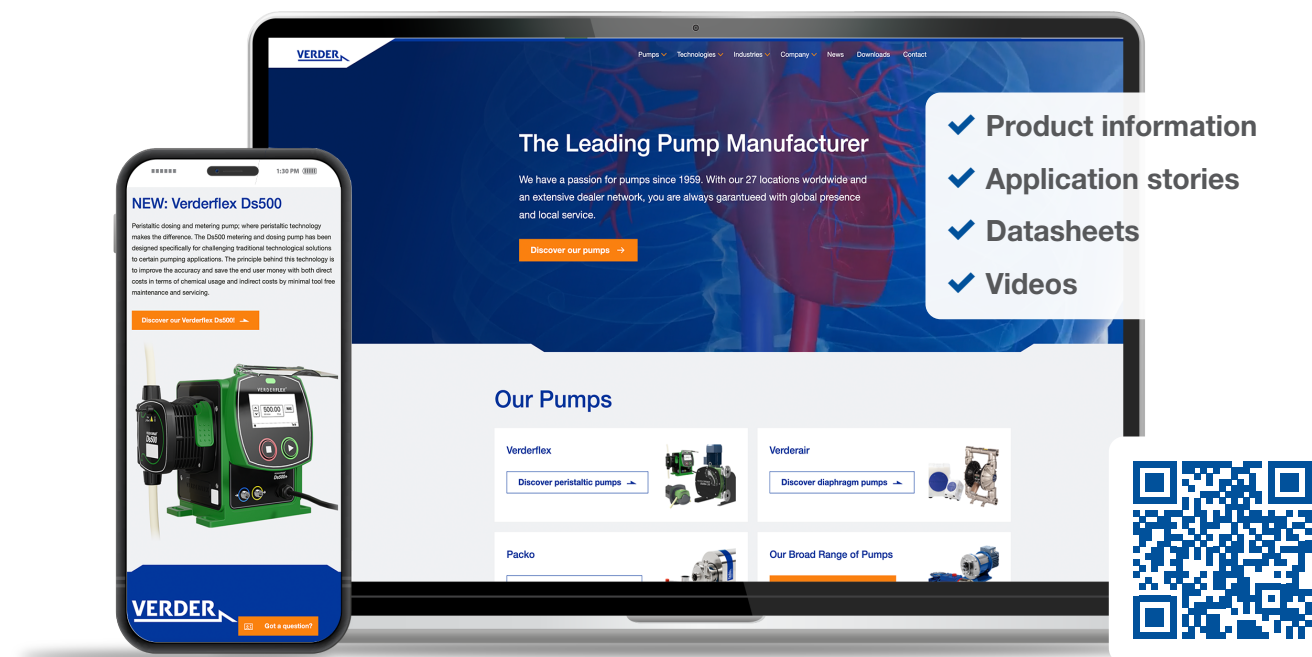 VERDER
Pumps
Technologies
Industries
Company
News
Downloads
Contact
The Leading Pump Manufacturer
We have a passion for pumps since 1959. With our 27 locations worldwide and
an extensive dealer network, you are always garantueed with global presence
and local service.
Discover our pumps
Product information
Application stories
Datasheets
Videos
1:30 PM
NEW: Verderflex Ds500
Peristaltic dosing and metering pump; where peristaltic technology
makes the difference. The Ds500 metering and dosing pump has been
designed specifically for challenging traditional technological solutions
to certain pumping applications. The principle behind this technology is
to improve the accuracy and save the end user money with both direct
costs in terms of chemical usage and indirect costs by minimal tool free
maintenance and servicing.
Discover our Verderflex Ds500!
VERDERFLEX
500.00
Ds500
Ds500
VERDER
Got a question?
Our Pumps
Verderflex
Discover peristaltic pumps
Verderair
Discover diaphragm pumps
Packo
Our Broad Range of Pumps